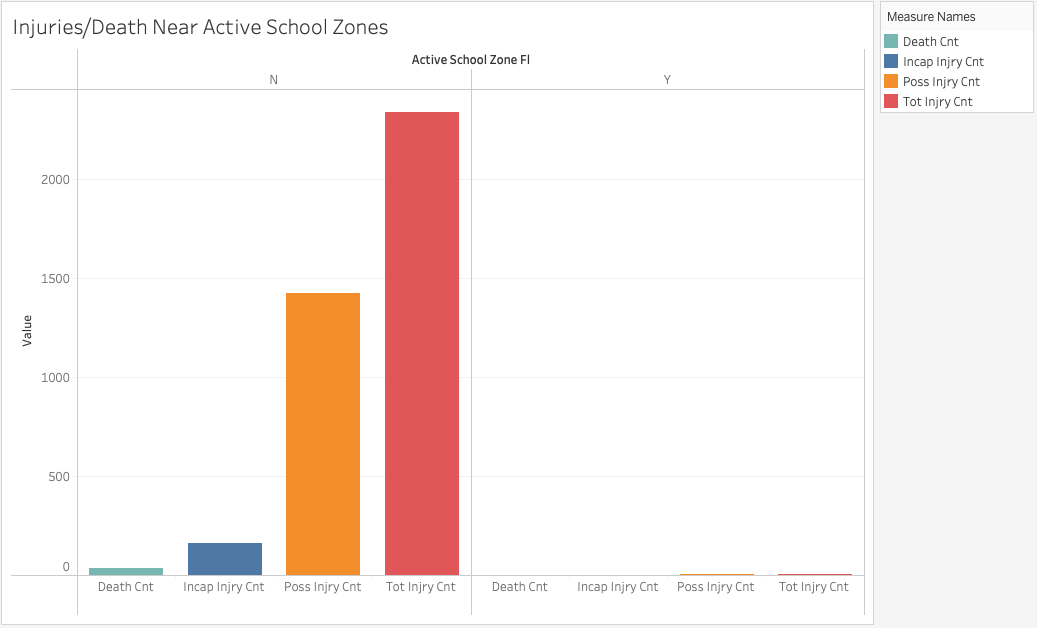 Injuries/Death Near Active School Zones
Active School Zone Fl
N
Y
Value
2000
1500
1000
500
0
Death Cnt
Incap Injry Cnt
Poss Injry Cnt
Tot Injry Cnt
Death Cnt
Incap Injry Cnt
Poss Injry Cnt
Tot Injry Cnt
Measure Names
Death Cnt
Incap Injry Cnt
Poss Injry Cnt
Tot Injry Cnt